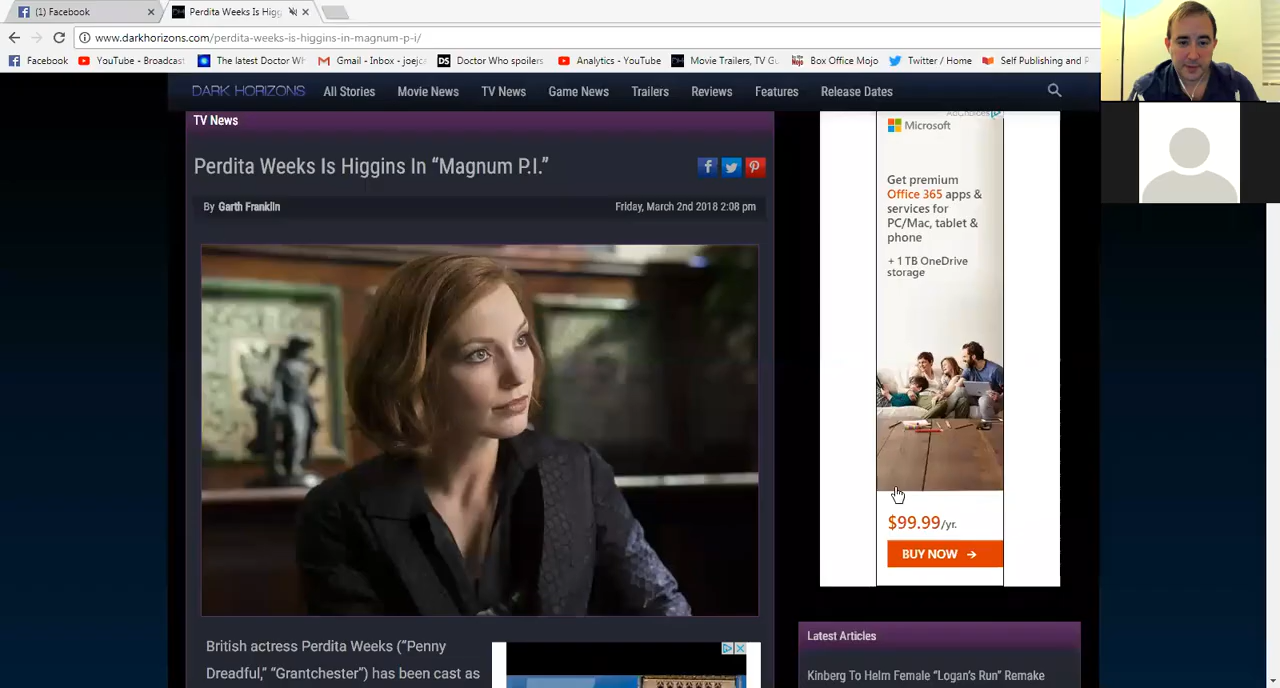 (1) Facebook
Perdita Weeks Is Higg
www.darkhorizons.com/perdita-weeks-is-higgins-in-magnum-p-i/
Facebook YouTube - Broadcast The latest Doctor Wh Gmail - Inbox - joejc Doctor Who spoilers Analytics - YouTube Movie Trailers, TV Gu Box Office Mojo Twitter / Home Self Publishing and P
DARK HORIZONS All Stories Movie News TV News Game News Trailers Reviews Features Release Dates
TV News
Perdita Weeks Is Higgins In “Magnum P.I.”
By Garth Franklin
Friday, March 2nd 2018 2:08 pm
British actress Perdita Weeks (“Penny
Dreadful,” “Grantchester”) has been cast as
AdChoices
Microsoft
Get premium
Office 365 apps &
services for
PC/Mac, tablet &
phone
+ 1 TB OneDrive
storage
$99.99/yr.
BUY NOW
Latest Articles
Kinberg To Helm Female “Logan’s Run” Remake